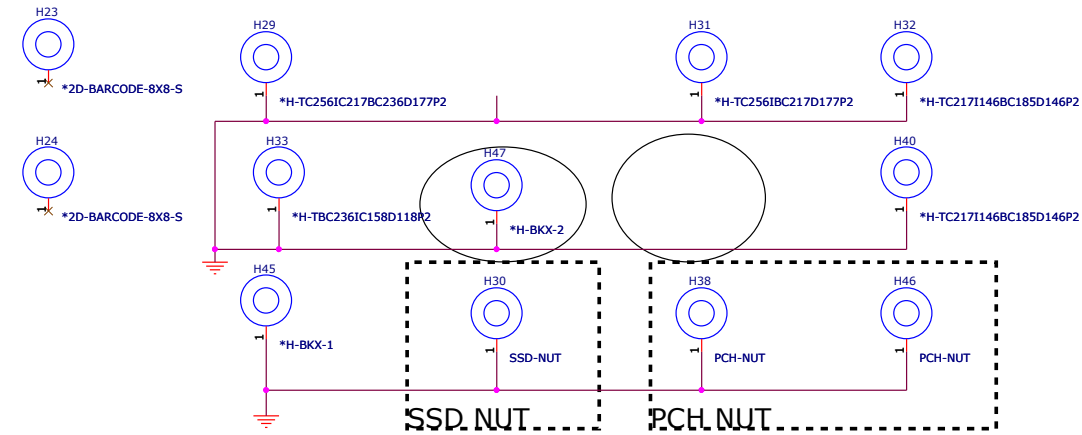 H23
1
*2D-BARCODE-8X8-S
H29
1
*H-TC256IC217BC236D177P2
H31
1
*H-TC256IBC217D177P2
H32
1
*H-TC217I146BC185D146P2
H24
1
*2D-BARCODE-8X8-S
H33
1
*H-TBC236IC158D118P2
H47
1
*H-BKX-2
H40
1
*H-TC217I146BC185D146P2
H45
1
*H-BKX-1
H30
1
SSD-NUT
H38
1
PCH-NUT
H46
1
PCH-NUT
SSD NUT
PCH NUT